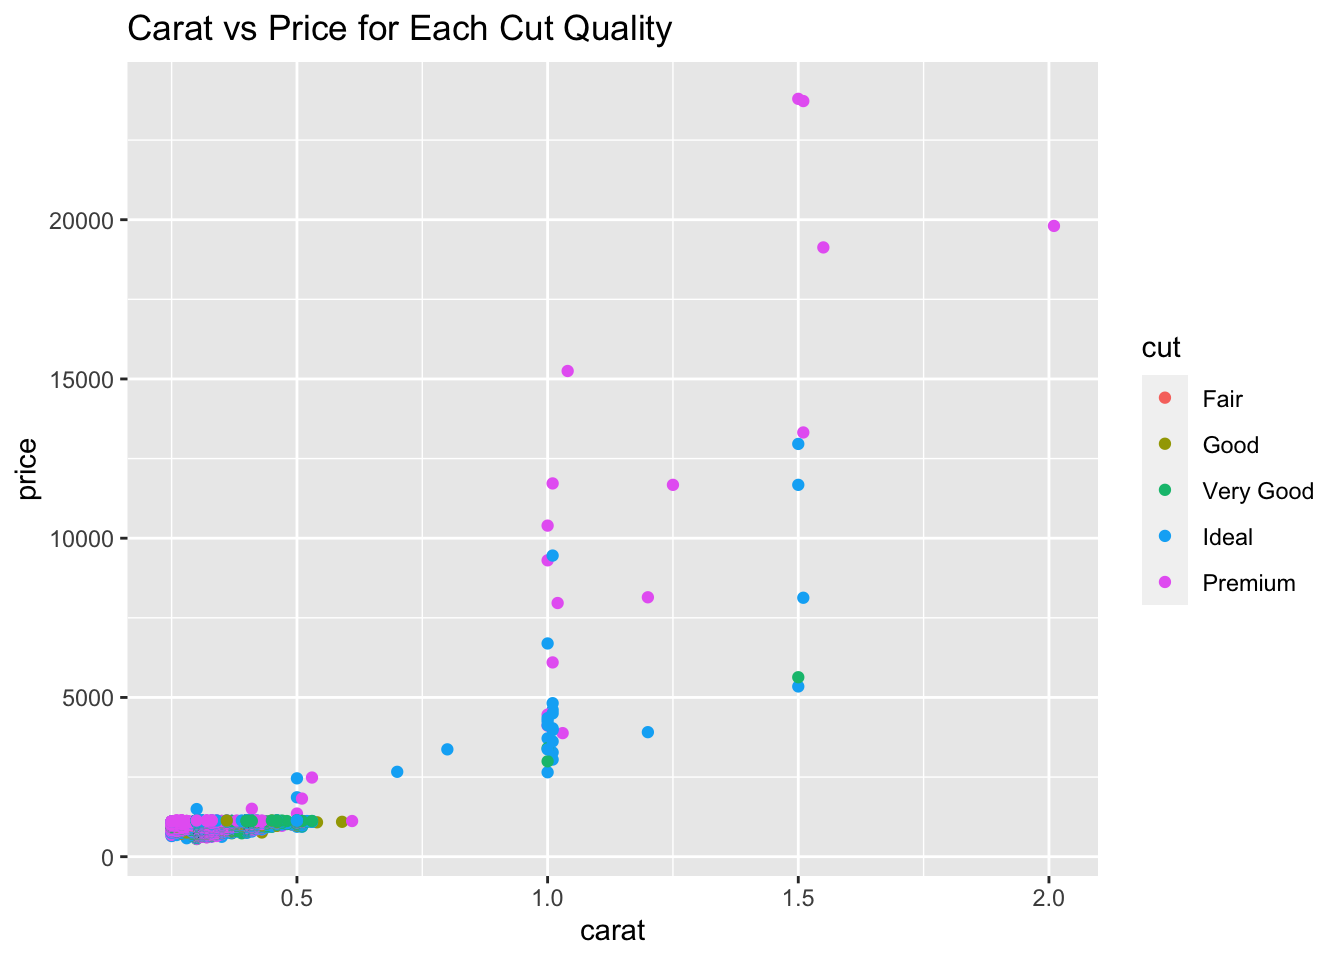 Carat vs Price for Each Cut Quality
20000
15000
10000
5000
0
price
0.5 1.0 1.5 2.0
carat
cut
Fair
Good
Very Good
Ideal
Premium